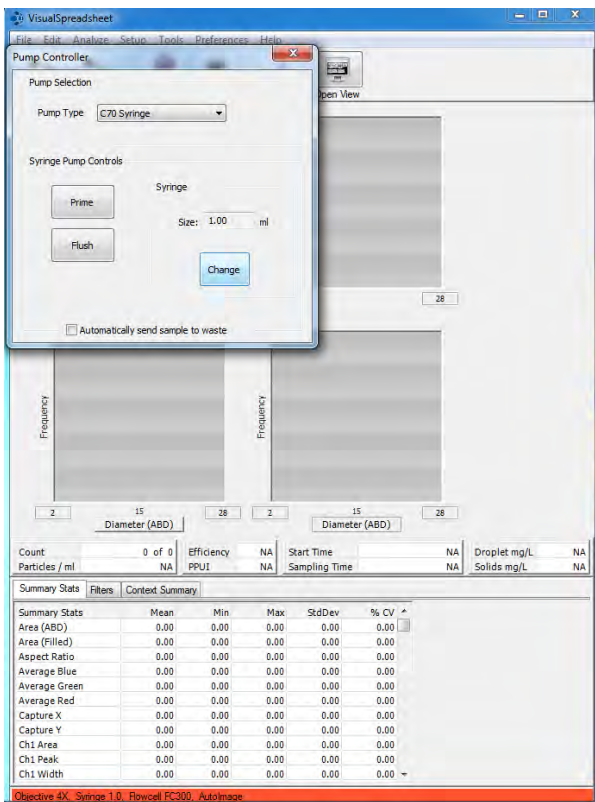 VisualSpreadsheet
File Edit Analyze Setup Tools Preferences Help
Pump Controller
Pump Selection
Pump Type C70 Syringe
Syringe Pump Controls
Prime
Flush
Syringe
Size: 1.00 ml
Change
Automatically send sample to waste
Open View
28
Frequency
Frequency
2 15 28
Diameter (ABD)
2 15 28
Diameter (ABD)
Count 0 of 0 Efficiency NA Start Time NA Droplet mg/L NA
Particles / ml NA PPUI NA Sampling Time NA Solids mg/L NA
Summary Stats Filters Context Summary
Summary Stats Mean Min Max StdDev % CV
Area (ABD) 0.00 0.00 0.00 0.00 0.00
Area (Filled) 0.00 0.00 0.00 0.00 0.00
Aspect Ratio 0.00 0.00 0.00 0.00 0.00
Average Blue 0.00 0.00 0.00 0.00 0.00
Average Green 0.00 0.00 0.00 0.00 0.00
Average Red 0.00 0.00 0.00 0.00 0.00
Capture X 0.00 0.00 0.00 0.00 0.00
Capture Y 0.00 0.00 0.00 0.00 0.00
Ch1 Area 0.00 0.00 0.00 0.00 0.00
Ch1 Peak 0.00 0.00 0.00 0.00 0.00
Ch1 Width 0.00 0.00 0.00 0.00 0.00
Objective 4X, Syringe 1.0, Flowcell FC300, AutoImage